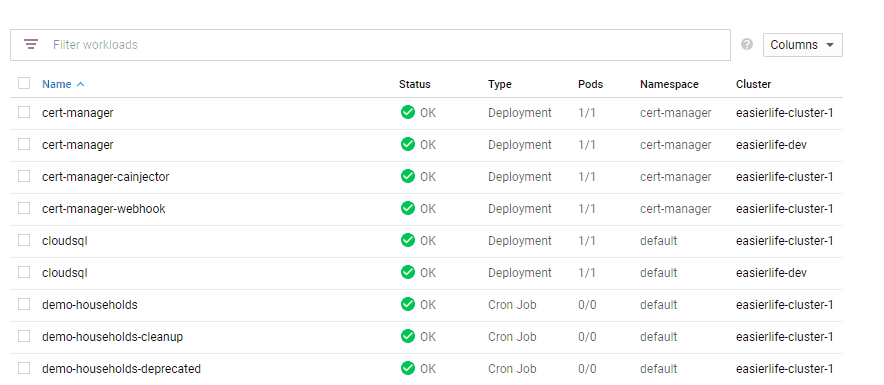 Filter workloads ? Columns
Name Status Type Pods Namespace Cluster
cert-manager OK Deployment 1/1 cert-manager easierlife-cluster-1
cert-manager OK Deployment 1/1 cert-manager easierlife-dev
cert-manager-cainjector OK Deployment 1/1 cert-manager easierlife-cluster-1
cert-manager-webhook OK Deployment 1/1 cert-manager easierlife-cluster-1
cloudsql OK Deployment 1/1 default easierlife-cluster-1
cloudsql OK Deployment 1/1 default easierlife-dev
demo-households OK Cron Job 0/0 default easierlife-cluster-1
demo-households-cleanup OK Cron Job 0/0 default easierlife-cluster-1
demo-households-deprecated OK Cron Job 0/0 default easierlife-cluster-1